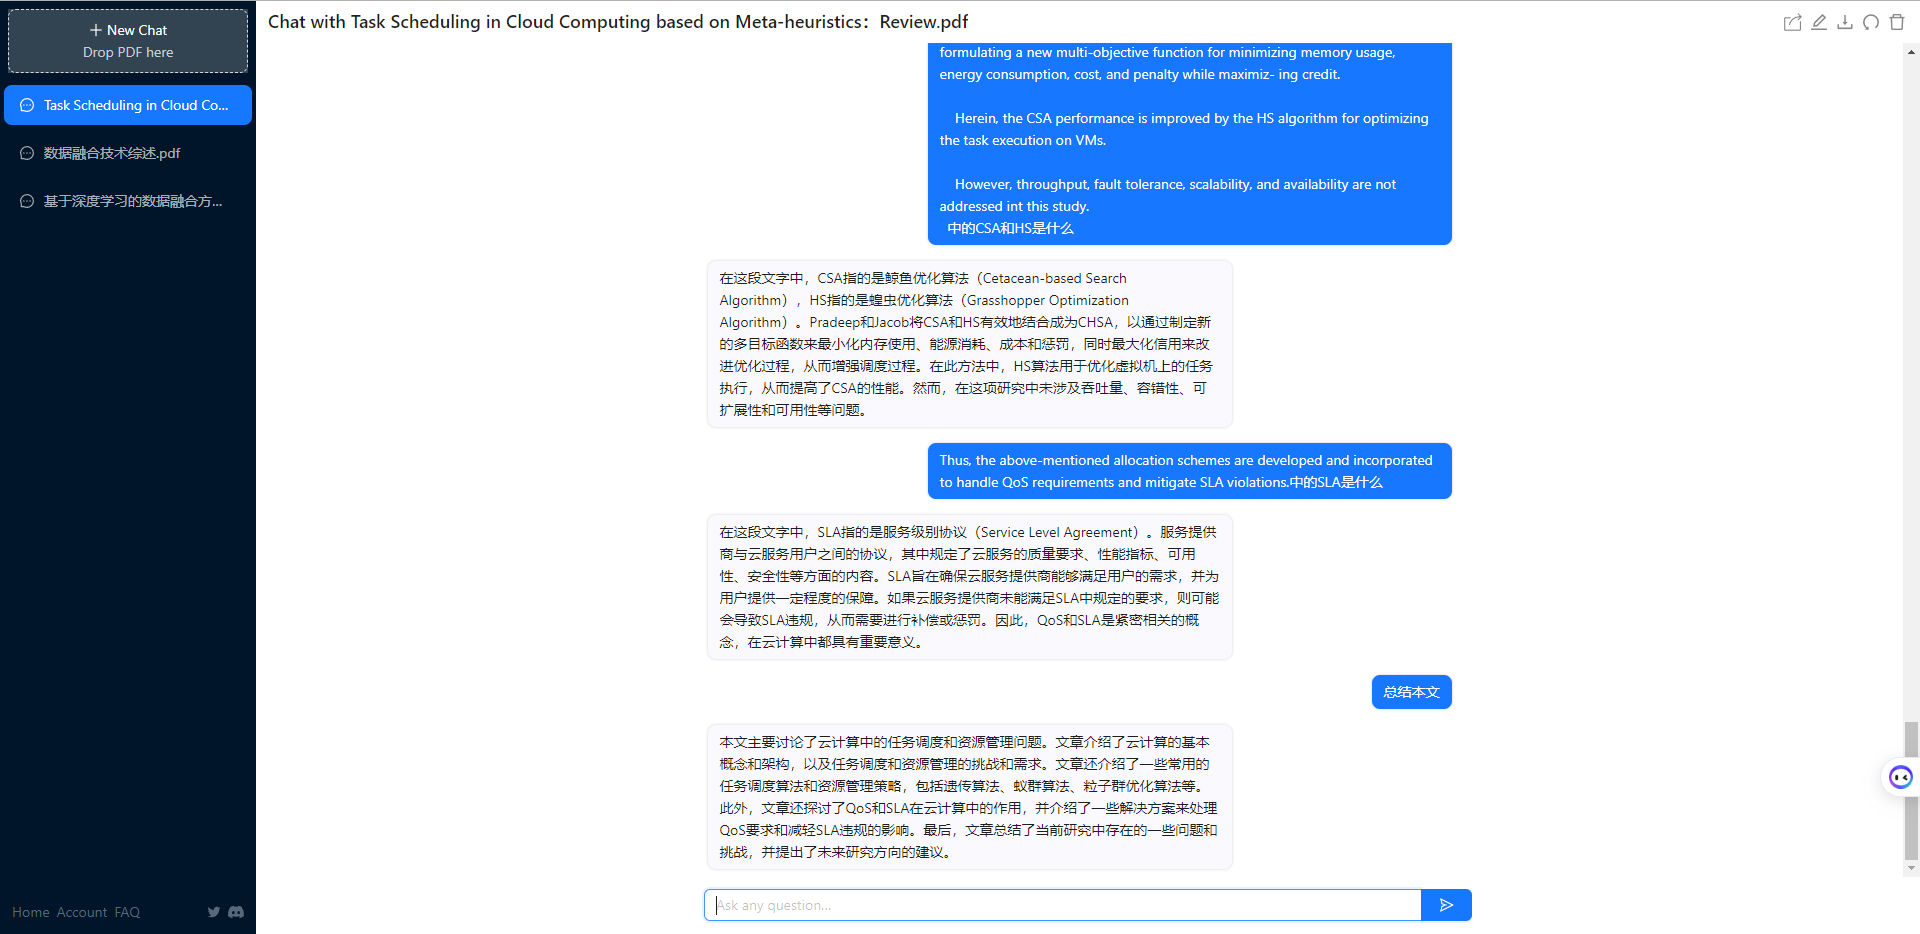 New Chat
Drop PDF here
Task Scheduling in Cloud Co...
数据融合技术综述.pdf
基于深度学习的数据融合方...
Home Account FAQ
Chat with Task Scheduling in Cloud Computing based on Meta-heuristics：Review.pdf
formulating a new multi-objective function for minimizing memory usage,
energy consumption, cost, and penalty while maximiz- ing credit.
Herein, the CSA performance is improved by the HS algorithm for optimizing
the task execution on VMs.
However, throughput, fault tolerance, scalability, and availability are not
addressed int this study.
中的CSA和HS是什么
在这段文字中，CSA指的是鲸鱼优化算法（Cetacean-based Search
Algorithm），HS指的是蝗虫优化算法（Grasshopper Optimization
Algorithm）。Pradeep和Jacob将CSA和HS有效地结合成为CHSA，以通过制定新
的多目标函数来最小化内存使用、能源消耗、成本和惩罚，同时最大化信用来改
进优化过程，从而增强调度过程。在此方法中，HS算法用于优化虚拟机上的任务
执行，从而提高了CSA的性能。然而，在这项研究中未涉及吞吐量、容错性、可
扩展性和可用性等问题。
Thus, the above-mentioned allocation schemes are developed and incorporated
to handle QoS requirements and mitigate SLA violations.中的SLA是什么
在这段文字中，SLA指的是服务级别协议（Service Level Agreement）。服务提供
商与云服务用户之间的协议，其中规定了云服务的质量要求、性能指标、可用
性、安全性等方面的内容。SLA旨在确保云服务提供商能够满足用户的需求，并为
用户提供一定程度的保障。如果云服务提供商未能满足SLA中规定的要求，则可能
会导致SLA违规，从而需要进行补偿或惩罚。因此，QoS和SLA是紧密相关的概
念，在云计算中都具有重要意义。
总结本文
本文主要讨论了云计算中的任务调度和资源管理问题。文章介绍了云计算的基本
概念和架构，以及任务调度和资源管理的挑战和需求。文章还介绍了一些常用的
任务调度算法和资源管理策略，包括遗传算法、蚁群算法、粒子群优化算法等。
此外，文章还探讨了QoS和SLA在云计算中的作用，并介绍了一些解决方案来处理
QoS要求和减轻SLA违规的影响。最后，文章总结了当前研究中存在的一些问题和
挑战，并提出了未来研究方向的建议。
Ask any question...